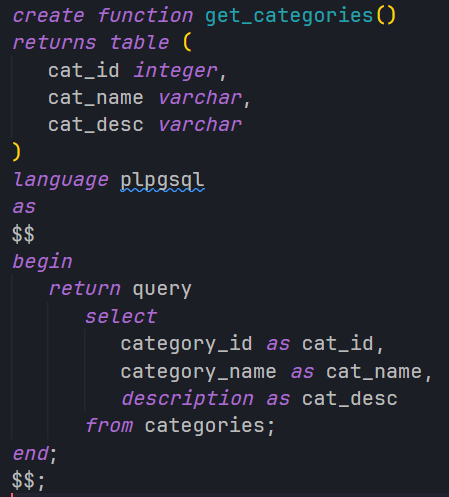 create function get_categories()
returns table (
   cat_id integer,
   cat_name varchar,
   cat_desc varchar
)
language plpgsql
as
$$
begin
   return query
      select
         category_id as cat_id,
         category_name as cat_name,
         description as cat_desc
      from categories;
end;
$$;